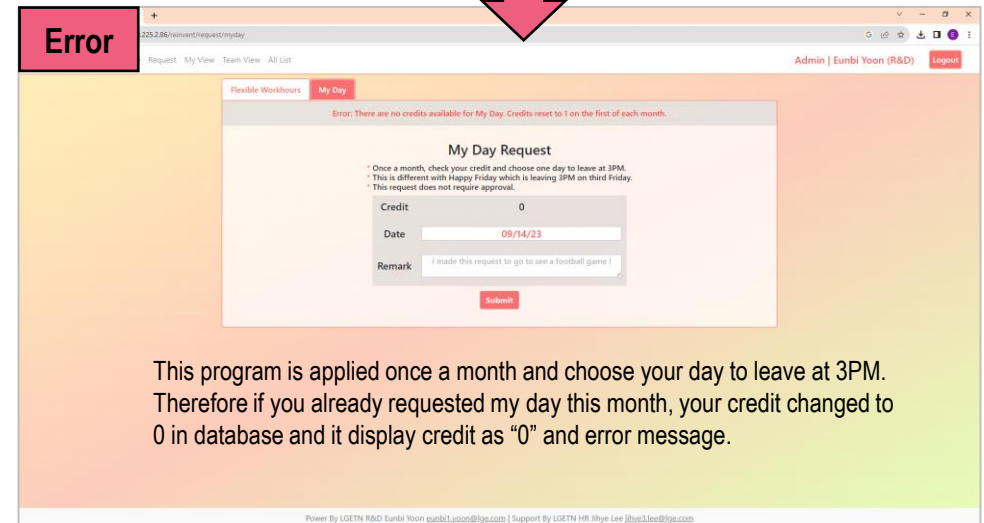 Error
225.2.86/reinvent/request/myday
Request My View Team View All List
Admin | Eunbi Yoon (R&D) Logout
Flexible Workhours My Day
Error: There are no credits available for My Day. Credits reset to 1 on the first of each month.
My Day Request
* Once a month, check your credit and choose one day to leave at 3PM.
* This is different with Happy Friday which is leaving 3PM on third Friday.
* This request does not require approval.
Credit 0
Date 09/14/23
Remark I made this request to go to see a football game !
Submit
This program is applied once a month and choose your day to leave at 3PM.
Therefore if you already requested my day this month, your credit changed to
0 in database and it display credit as “0” and error message.
Power By LGETN R&D Eunbi Yoon eunbi1.yoon@lge.com | Support By LGETN HR Jihye Lee jihye3.lee@lge.com